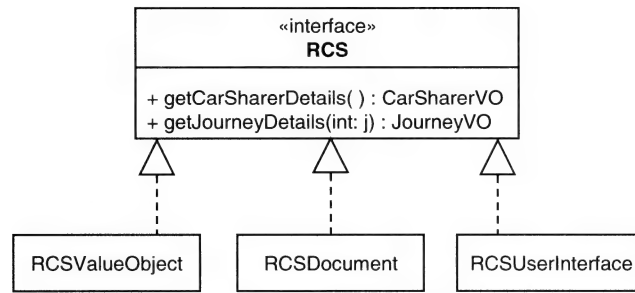 «interface»
RCS
+ getCarSharerDetails( ) : CarSharerVO
+ getJourneyDetails(int: j) : JourneyVO
RCSValueObject
RCSDocument
RCSUserInterface